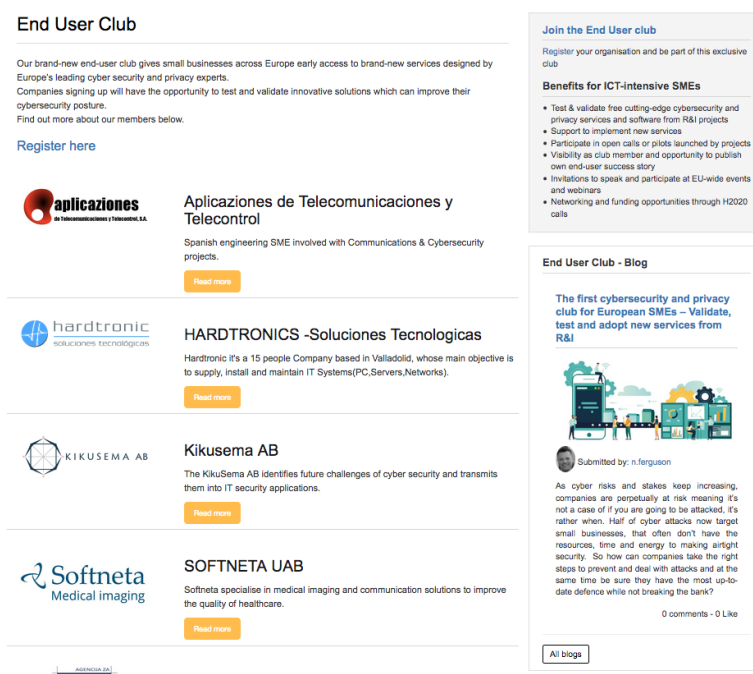 End User Club
Our brand-new end-user club gives small businesses across Europe early access to brand-new services designed by
Europe's leading cyber security and privacy experts.
Companies signing up will have the opportunity to test and validate innovative solutions which can improve their
cybersecurity posture.
Find out more about our members below.
Register here
aplicaziones
de Telecomunicaciones y Telecontrol, S.A.
Aplicaziones de Telecomunicaciones y
Telecontrol
Spanish engineering SME involved with Communications & Cybersecurity
projects.
Read more
hardtronic
soluciones tecnológicas
HARDTRONICS -Soluciones Tecnologicas
Hardtronic it's a 15 people Company based in Valladolid, whose main objective is
to supply, install and maintain IT Systems(PC,Servers,Networks).
Read more
KIKUSEMA AB
Kikusema AB
The KikuSema AB identifies future challenges of cyber security and transmits
them into IT security applications.
Read more
Softneta
Medical imaging
SOFTNETA UAB
Softneta specialise in medical imaging and communication solutions to improve
the quality of healthcare.
Read more
AGENCIJA ZA
Join the End User club
Register your organisation and be part of this exclusive
club
Benefits for ICT-intensive SMEs
• Test & validate free cutting-edge cybersecurity and
privacy services and software from R&I projects
• Support to implement new services
• Participate in open calls or pilots launched by projects
• Visibility as club member and opportunity to publish
own end-user success story
• Invitations to speak and participate at EU-wide events
and webinars
• Networking and funding opportunities through H2020
calls
End User Club - Blog
The first cybersecurity and privacy
club for European SMEs – Validate,
test and adopt new services from
R&I
Submitted by: n.ferguson
As cyber risks and stakes keep increasing,
companies are perpetually at risk meaning it's
not a case of if you are going to be attacked, it's
rather when. Half of cyber attacks now target
small businesses, that often don't have the
resources, time and energy to making airtight
security. So how can companies take the right
steps to prevent and deal with attacks and at the
same time be sure they have the most up-to-
date defence while not breaking the bank?
0 comments - 0 Like
All blogs